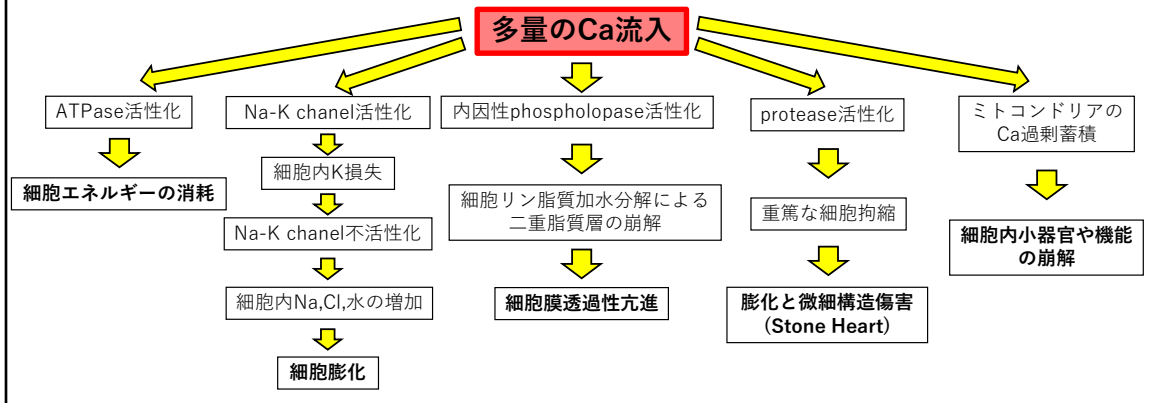 多量のCa流入
ATPase活性化
細胞エネルギーの消耗
Na-K chanel活性化
細胞内K損失
Na-K chanel不活性化
細胞内Na,Cl,水の増加
細胞膨化
内因性phospholopase活性化
細胞リン脂質加水分解による
二重脂質層の崩解
細胞膜透過性亢進
protease活性化
重篤な細胞拘縮
膨化と微細構造傷害
(Stone Heart)
ミトコンドリアの
Ca過剰蓄積
細胞内小器官や機能
の崩解